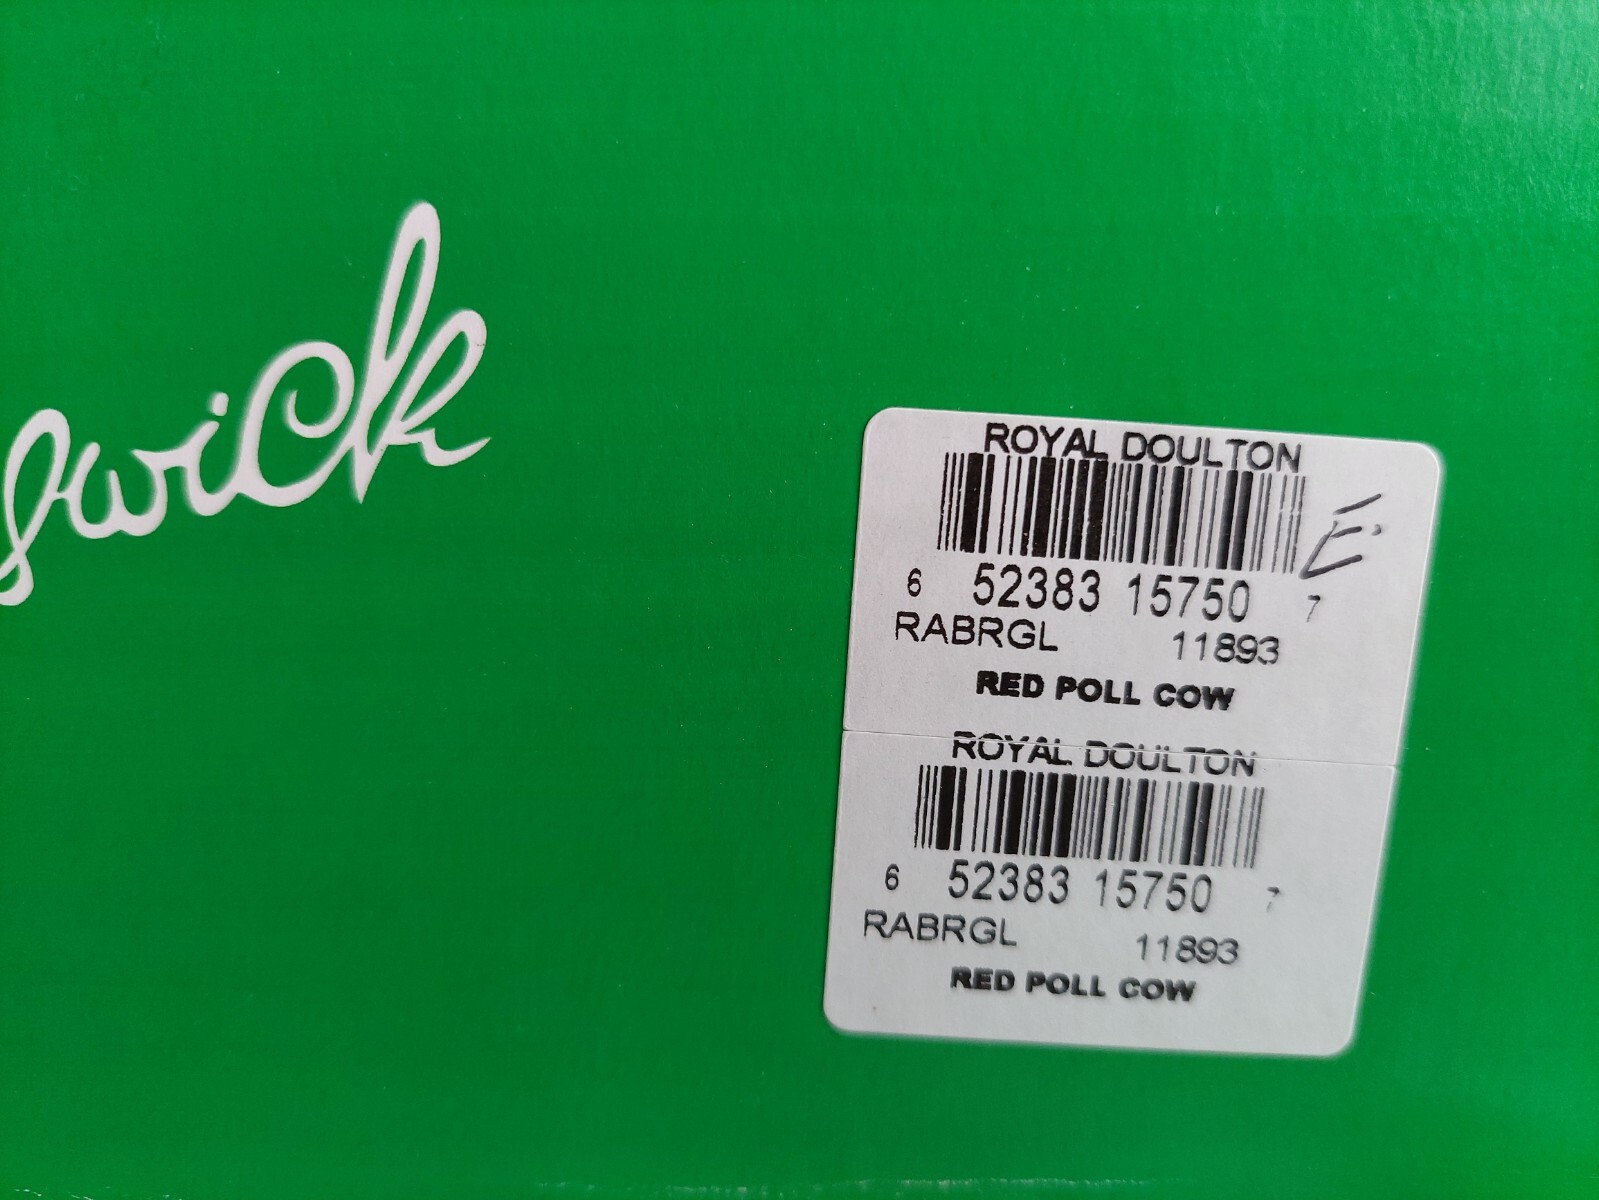 swick
ROYAL DOULTON
E
6 52383 15750 7
RABRGL 11893
RED POLL COW
ROYAL DOULTON
6 52383 15750 7
RABRGL 11893
RED POLL COW